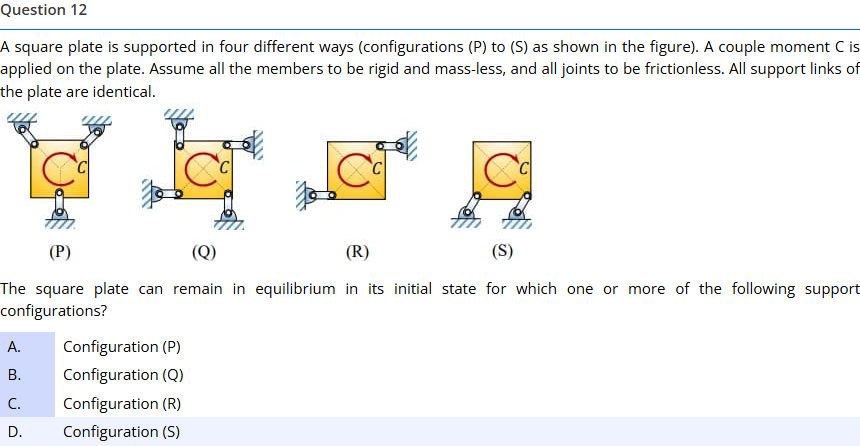 Question 12
A square plate is supported in four different ways (configurations (P) to (S) as shown in the figure). A couple moment C is
applied on the plate. Assume all the members to be rigid and mass-less, and all joints to be frictionless. All support links of
the plate are identical.
C C C C
(P) (Q) (R) (S)
The square plate can remain in equilibrium in its initial state for which one or more of the following support
configurations?
A. Configuration (P)
B. Configuration (Q)
C. Configuration (R)
D. Configuration (S)